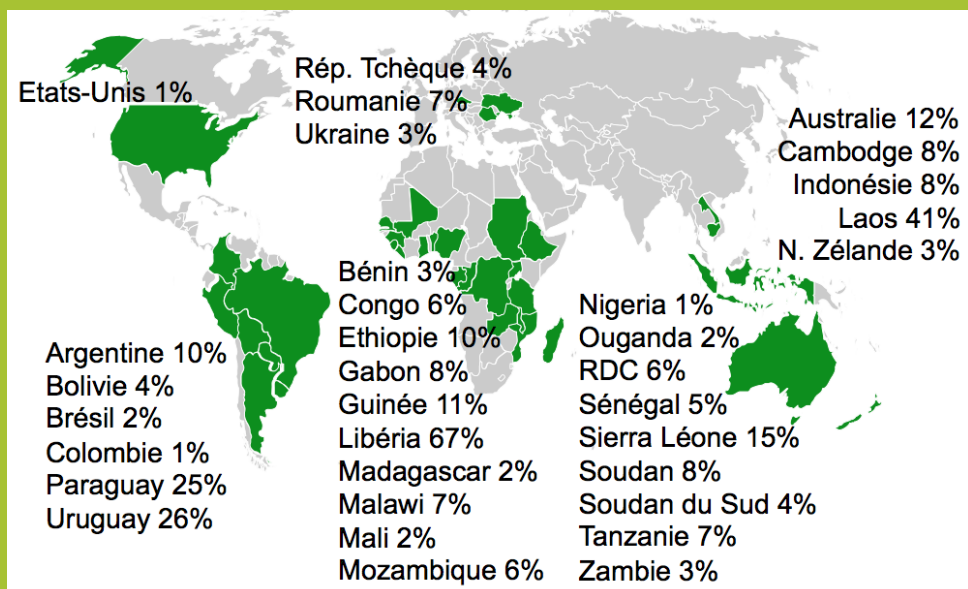 Etats-Unis 1%
Rép. Tchèque 4%
Roumanie 7%
Ukraine 3%
Australie 12%
Cambodge 8%
Indonésie 8%
Laos 41%
N. Zélande 3%
Argentine 10%
Bolivie 4%
Brésil 2%
Colombie 1%
Paraguay 25%
Uruguay 26%
Bénin 3%
Congo 6%
Ethiopie 10%
Gabon 8%
Guinée 11%
Libéria 67%
Madagascar 2%
Malawi 7%
Mali 2%
Mozambique 6%
Nigeria 1%
Ouganda 2%
RDC 6%
Sénégal 5%
Sierra Léone 15%
Soudan 8%
Soudan du Sud 4%
Tanzanie 7%
Zambie 3%